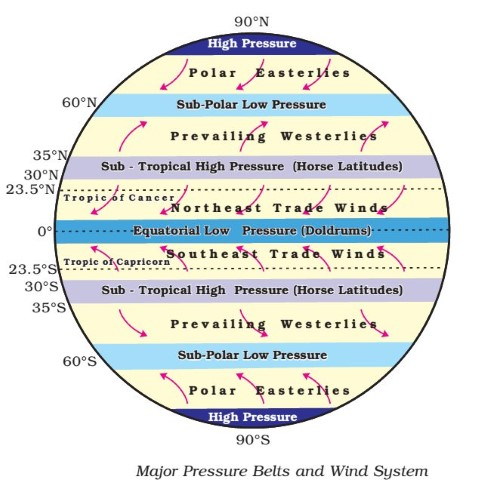 90°N
High Pressure
Polar Easterlies
60°N
Sub-Polar Low Pressure
Prevailing Westerlies
35°N
Sub - Tropical High Pressure (Horse Latitudes)
30°N
23.5°N
Tropic of Cancer
Northeast Trade Winds
0°
Equatorial Low Pressure (Doldrums)
Southeast Trade Winds
Tropic of Capricorn
23.5°S
30°S
Sub - Tropical High Pressure (Horse Latitudes)
35°S
Prevailing Westerlies
60°S
Sub-Polar Low Pressure
Polar Easterlies
High Pressure
90°S
Major Pressure Belts and Wind System